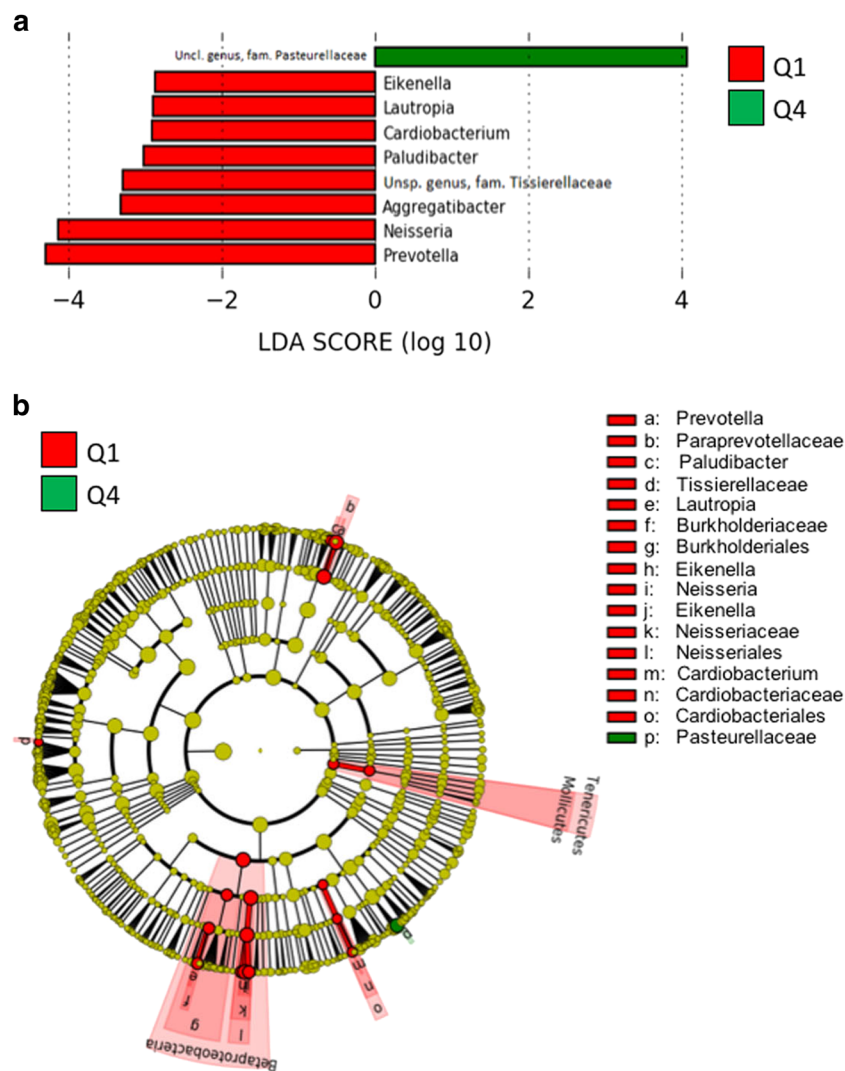 a
Uncl. genus, fam. Pasteurellaceae
Eikenella
Lautropia
Cardiobacterium
Paludibacter
Unsp. genus, fam. Tissierellaceae
Aggregatibacter
Neisseria
Prevotella
Q1
Q4
−4 −2 0 2 4
LDA SCORE (log 10)
b
Q1
Q4
a: Prevotella
b: Paraprevotellaceae
c: Paludibacter
d: Tissierellaceae
e: Lautropia
f: Burkholderiaceae
g: Burkholderiales
h: Eikenella
i: Neisseria
j: Eikenella
k: Neisseriaceae
l: Neisseriales
m: Cardiobacterium
n: Cardiobacteriaceae
o: Cardiobacteriales
p: Pasteurellaceae
b
d
Tenericutes
Mollicutes
p
m
n
o
e
f
g
k
l
Betaproteobacteria